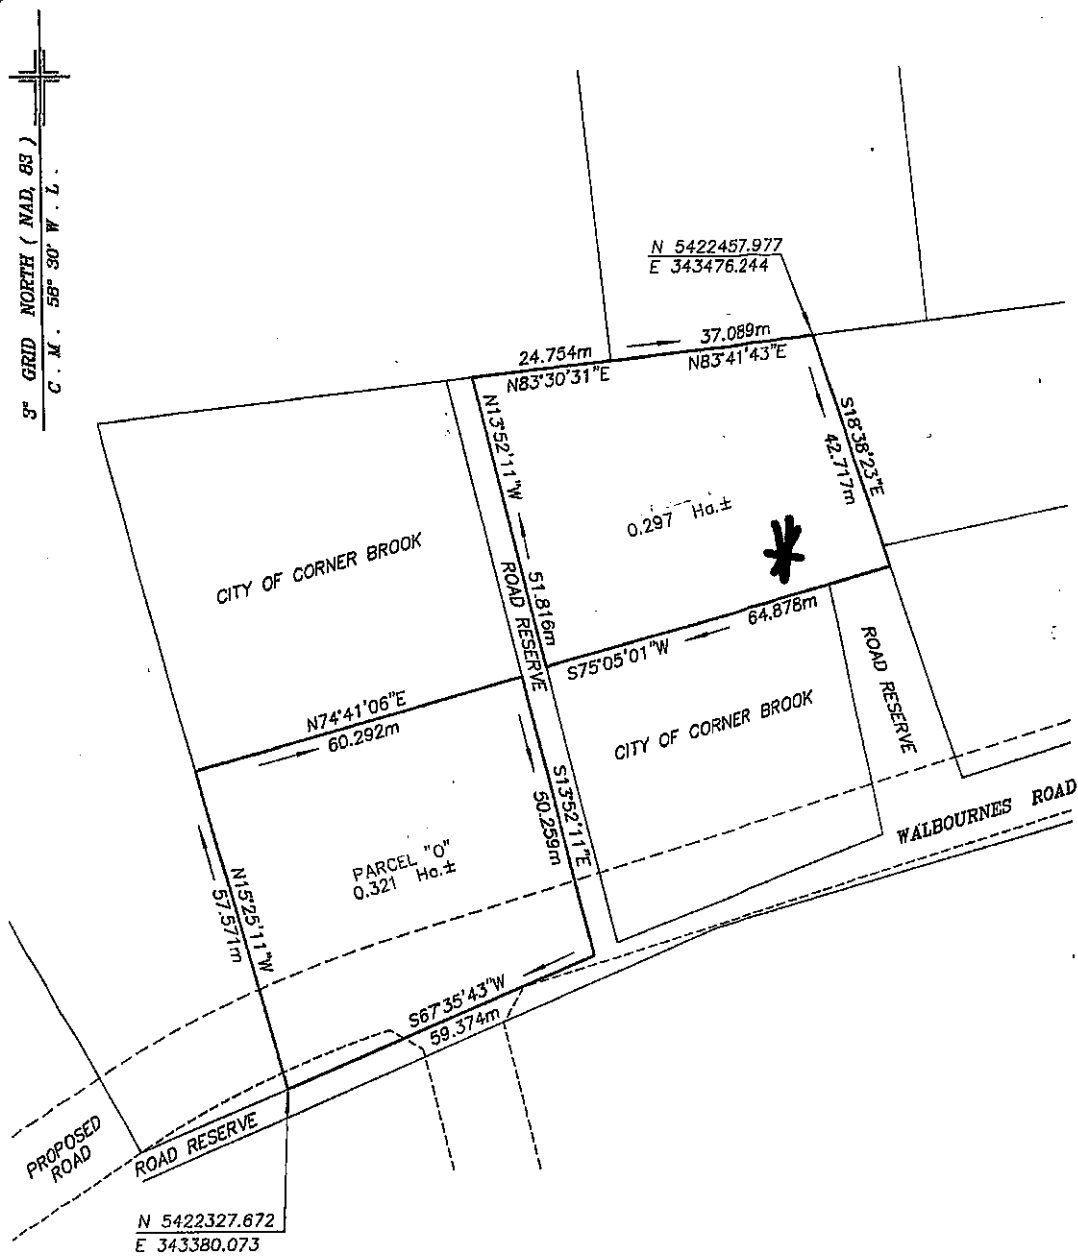 3° GRID NORTH ( NAD, 83 )
C . M . 58° 30' W . L .
N 5422457.977
E 343476.244
24.754m
N83°30'31"E
37.089m
N83°41'43"E
N13°52'11"W
51.816m
S18°38'23"E
42.717m
0.297 Ha.±
CITY OF CORNER BROOK
ROAD RESERVE
64.878m
S75°05'01"W
N74°41'06"E
60.292m
CITY OF CORNER BROOK
ROAD RESERVE
WALBOURNES ROAD
S13°52'11"E
50.259m
PARCEL "O"
0.321 Ha.±
N15°25'11"W
57.571m
S67°35'43"W
59.374m
PROPOSED
ROAD
ROAD RESERVE
N 5422327.672
E 343380.073